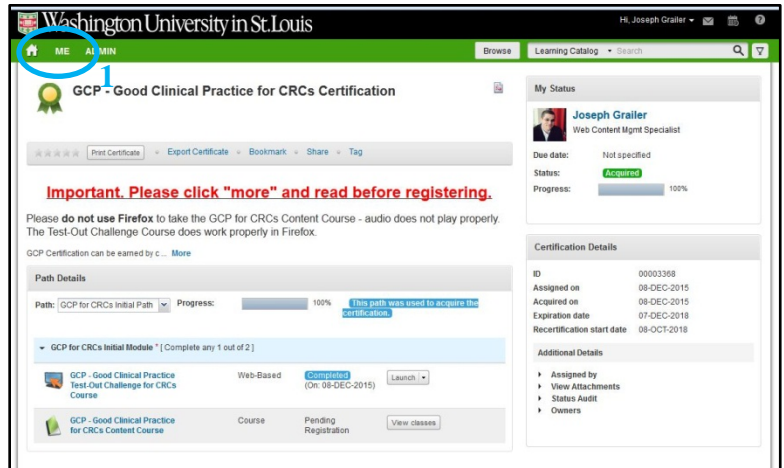 Washington University in St.Louis
Hi, Joseph Grailer
ME ADMIN
Browse
Learning Catalog Search
1
GCP - Good Clinical Practice for CRCs Certification
Print Certificate Export Certificate Bookmark Share Tag
Important. Please click "more" and read before registering.
Please do not use Firefox to take the GCP for CRCs Content Course - audio does not play properly.
The Test-Out Challenge Course does work properly in Firefox.
GCP Certification can be earned by c ... More
Path Details
Path: GCP for CRCs Initial Path Progress: 100% This path was used to acquire the
certification.
GCP for CRCs Initial Module * [ Complete any 1 out of 2 ]
GCP - Good Clinical Practice
Test-Out Challenge for CRCs
Course
Web-Based
Completed
(On: 08-DEC-2015)
Launch
GCP - Good Clinical Practice
for CRCs Content Course
Course
Pending
Registration
View classes
My Status
Joseph Grailer
Web Content Mgmt Specialist
Due date: Not specified
Status: Acquired
Progress: 100%
Certification Details
ID 00003368
Assigned on 08-DEC-2015
Acquired on 08-DEC-2015
Expiration date 07-DEC-2018
Recertification start date 08-OCT-2018
Additional Details
Assigned by
View Attachments
Status Audit
Owners